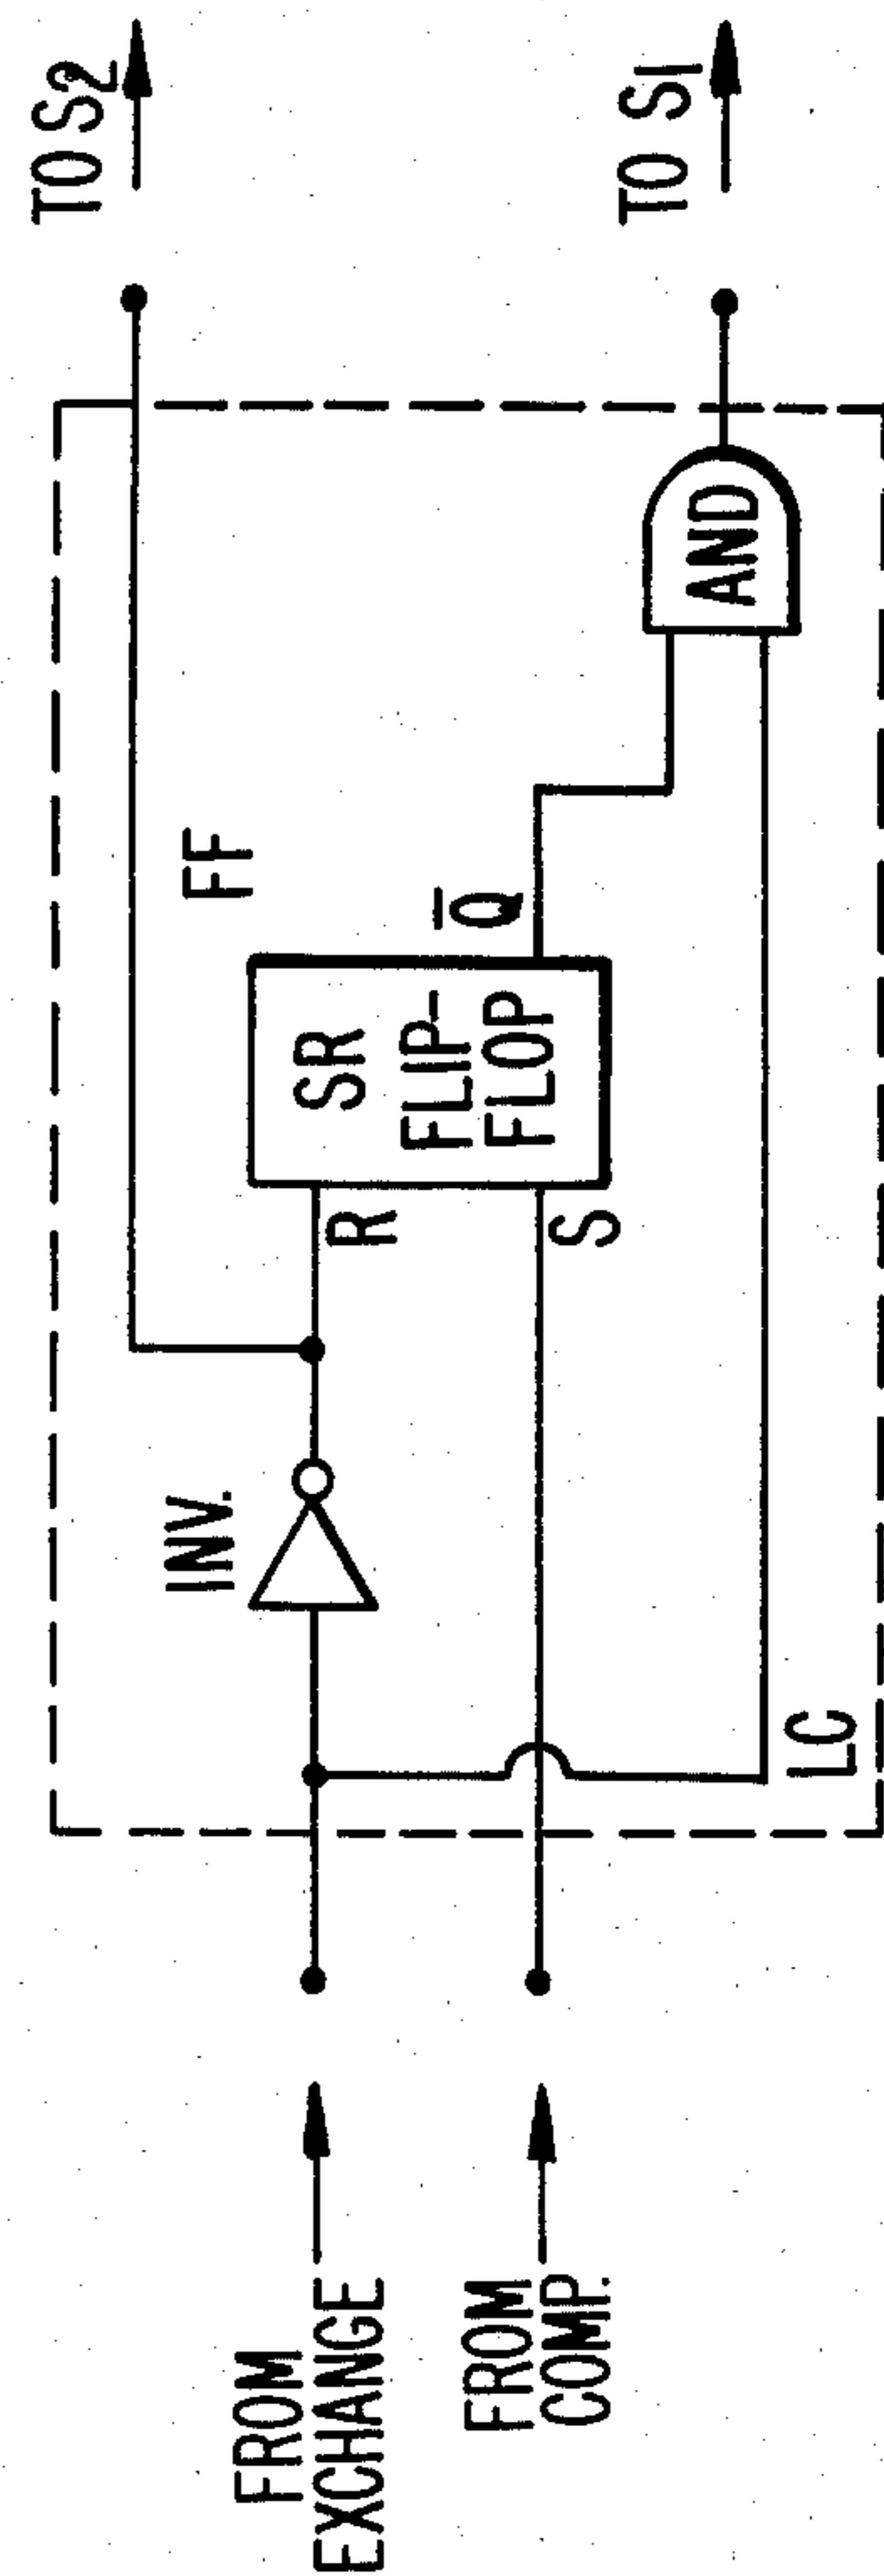 FROM
EXCHANGE
FROM
COMP.
LC
INV.
R
S
SR
FLIP-
FLOP
FF
Q̅
AND
TO S₂
TO S₁